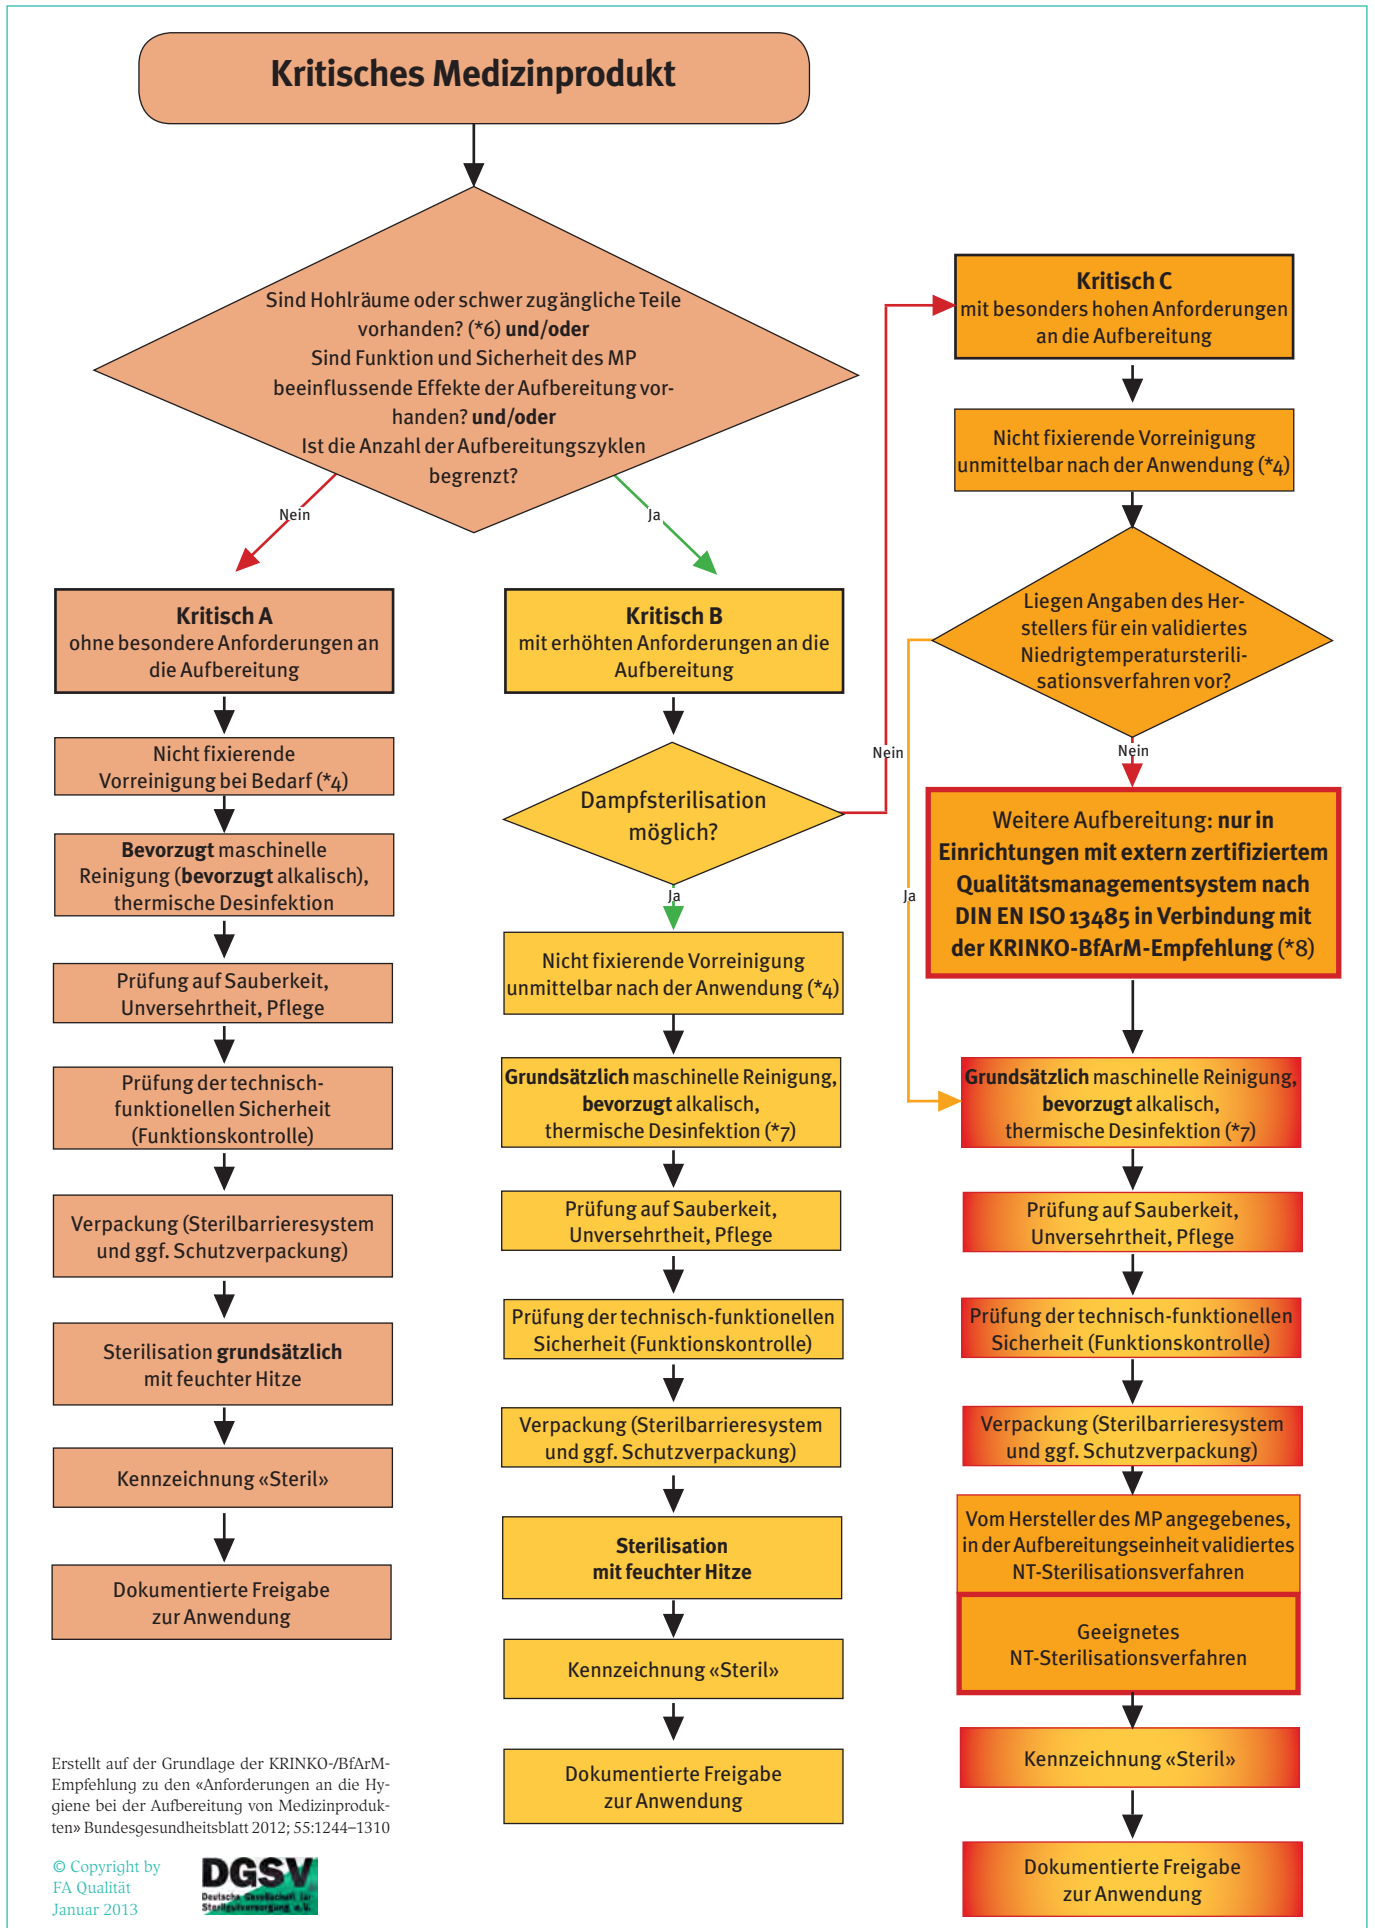 Kritisches Medizinprodukt
Sind Hohlräume oder schwer zugängliche Teile
vorhanden? (*6) und/oder
Sind Funktion und Sicherheit des MP
beeinflussende Effekte der Aufbereitung vor-
handen? und/oder
Ist die Anzahl der Aufbereitungszyklen
begrenzt?
Nein
Ja
Kritisch A
ohne besondere Anforderungen an
die Aufbereitung
Nicht fixierende
Vorreinigung bei Bedarf (*4)
Bevorzugt maschinelle
Reinigung (bevorzugt alkalisch),
thermische Desinfektion
Prüfung auf Sauberkeit,
Unversehrtheit, Pflege
Prüfung der technisch-
funktionellen Sicherheit
(Funktionskontrolle)
Verpackung (Sterilbarrieresystem
und ggf. Schutzverpackung)
Sterilisation grundsätzlich
mit feuchter Hitze
Kennzeichnung «Steril»
Dokumentierte Freigabe
zur Anwendung
Kritisch B
mit erhöhten Anforderungen an die
Aufbereitung
Dampfsterilisation
möglich?
Nein
Ja
Nicht fixierende Vorreinigung
unmittelbar nach der Anwendung (*4)
Grundsätzlich maschinelle Reinigung,
bevorzugt alkalisch,
thermische Desinfektion (*7)
Prüfung auf Sauberkeit,
Unversehrtheit, Pflege
Prüfung der technisch-funktionellen
Sicherheit (Funktionskontrolle)
Verpackung (Sterilbarrieresystem
und ggf. Schutzverpackung)
Sterilisation
mit feuchter Hitze
Kennzeichnung «Steril»
Dokumentierte Freigabe
zur Anwendung
Kritisch C
mit besonders hohen Anforderungen
an die Aufbereitung
Nicht fixierende Vorreinigung
unmittelbar nach der Anwendung (*4)
Liegen Angaben des Her-
stellers für ein validiertes
Niedrigtemperatursterili-
sationsverfahren vor?
Nein
Ja
Weitere Aufbereitung: nur in
Einrichtungen mit extern zertifiziertem
Qualitätsmanagementsystem nach
DIN EN ISO 13485 in Verbindung mit
der KRINKO-BfArM-Empfehlung (*8)
Grundsätzlich maschinelle Reinigung,
bevorzugt alkalisch,
thermische Desinfektion (*7)
Prüfung auf Sauberkeit,
Unversehrtheit, Pflege
Prüfung der technisch-funktionellen
Sicherheit (Funktionskontrolle)
Verpackung (Sterilbarrieresystem
und ggf. Schutzverpackung)
Vom Hersteller des MP angegebenes,
in der Aufbereitungseinheit validiertes
NT-Sterilisationsverfahren
Geeignetes
NT-Sterilisationsverfahren
Kennzeichnung «Steril»
Dokumentierte Freigabe
zur Anwendung
Erstellt auf der Grundlage der KRINKO-/BfArM-
Empfehlung zu den «Anforderungen an die Hy-
giene bei der Aufbereitung von Medizinproduk-
ten» Bundesgesundheitsblatt 2012; 55:1244–1310
© Copyright by
FA Qualität
Januar 2013
DGSV
Deutsche Gesellschaft für
Sterilgutversorgung e.V.